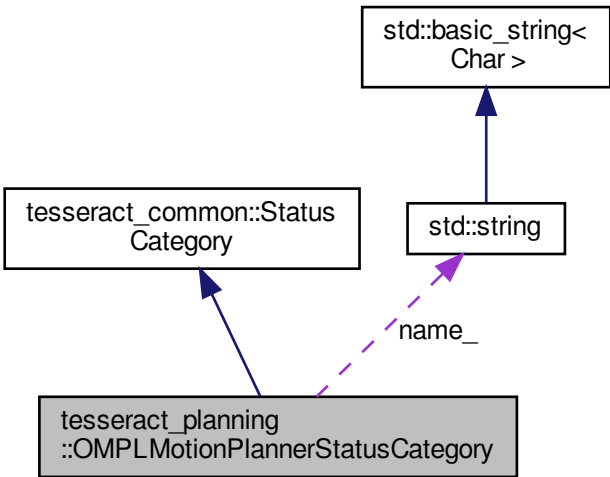 std::basic_string<
Char >
tesseract_common::Status
Category
std::string
name_
tesseract_planning
::OMPLMotionPlannerStatusCategory